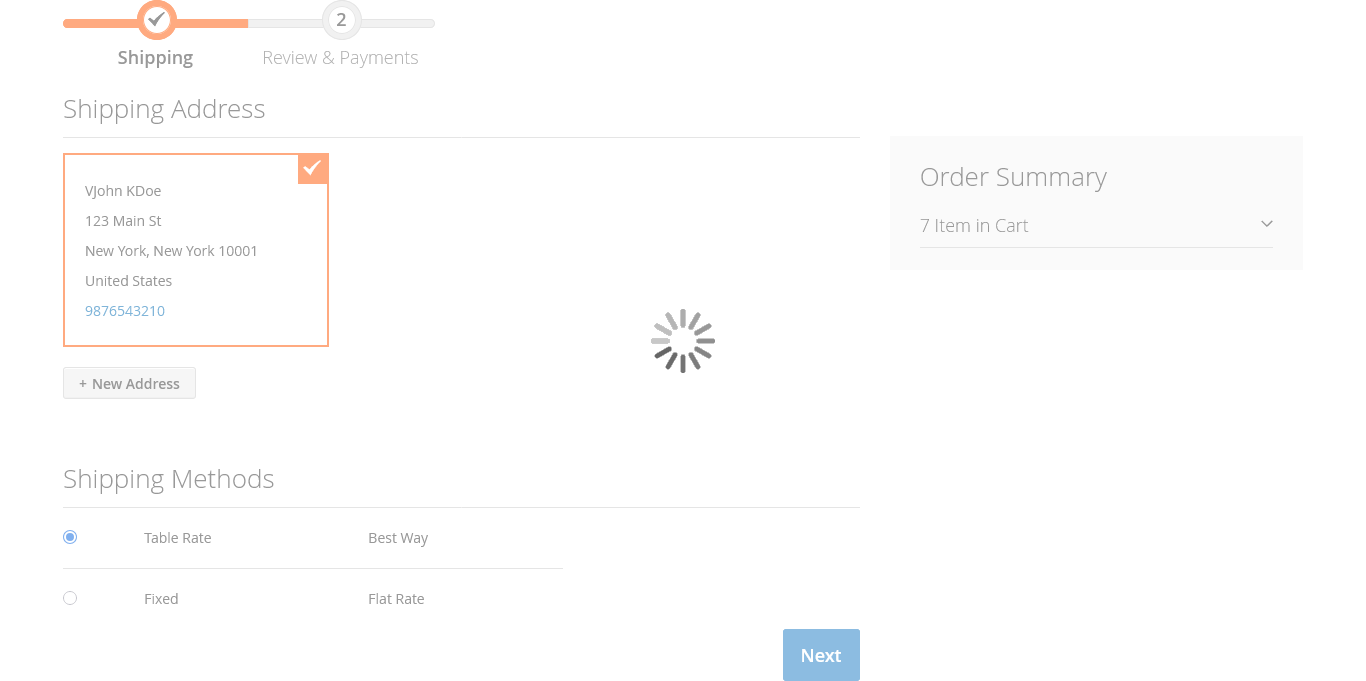 2
Shipping
Review & Payments
Shipping Address
VJohn KDoe
123 Main St
New York, New York 10001
United States
9876543210
+ New Address
Order Summary
7 Item in Cart
Shipping Methods
Table Rate Best Way
Fixed Flat Rate
Next